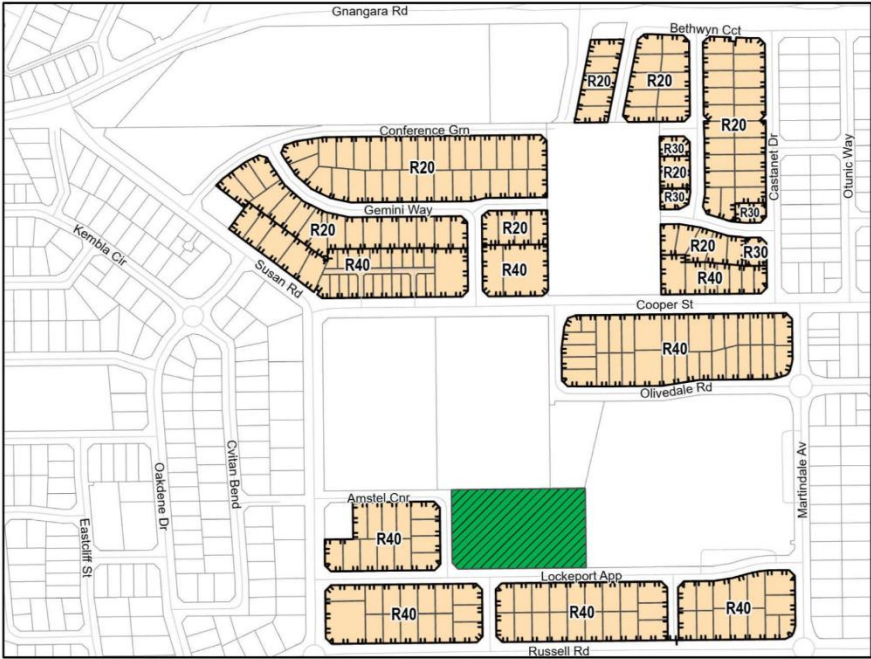 Gnangara Rd
Bethwyn Cct
R20
R20
R20
Conference Grn
R30
R20
R30
R20
Castanet Dr
Otunic Way
Gemini Way
R30
R20
R20
R20
R30
Kembla Cir
Susan Rd
R40
R40
R40
Cooper St
R40
Olivedale Rd
Oakdene Dr
Cvitan Bend
Martindale Av
Eastcliff St
Amstel Cnr
R40
Lockeport App
R40
R40
R40
Russell Rd